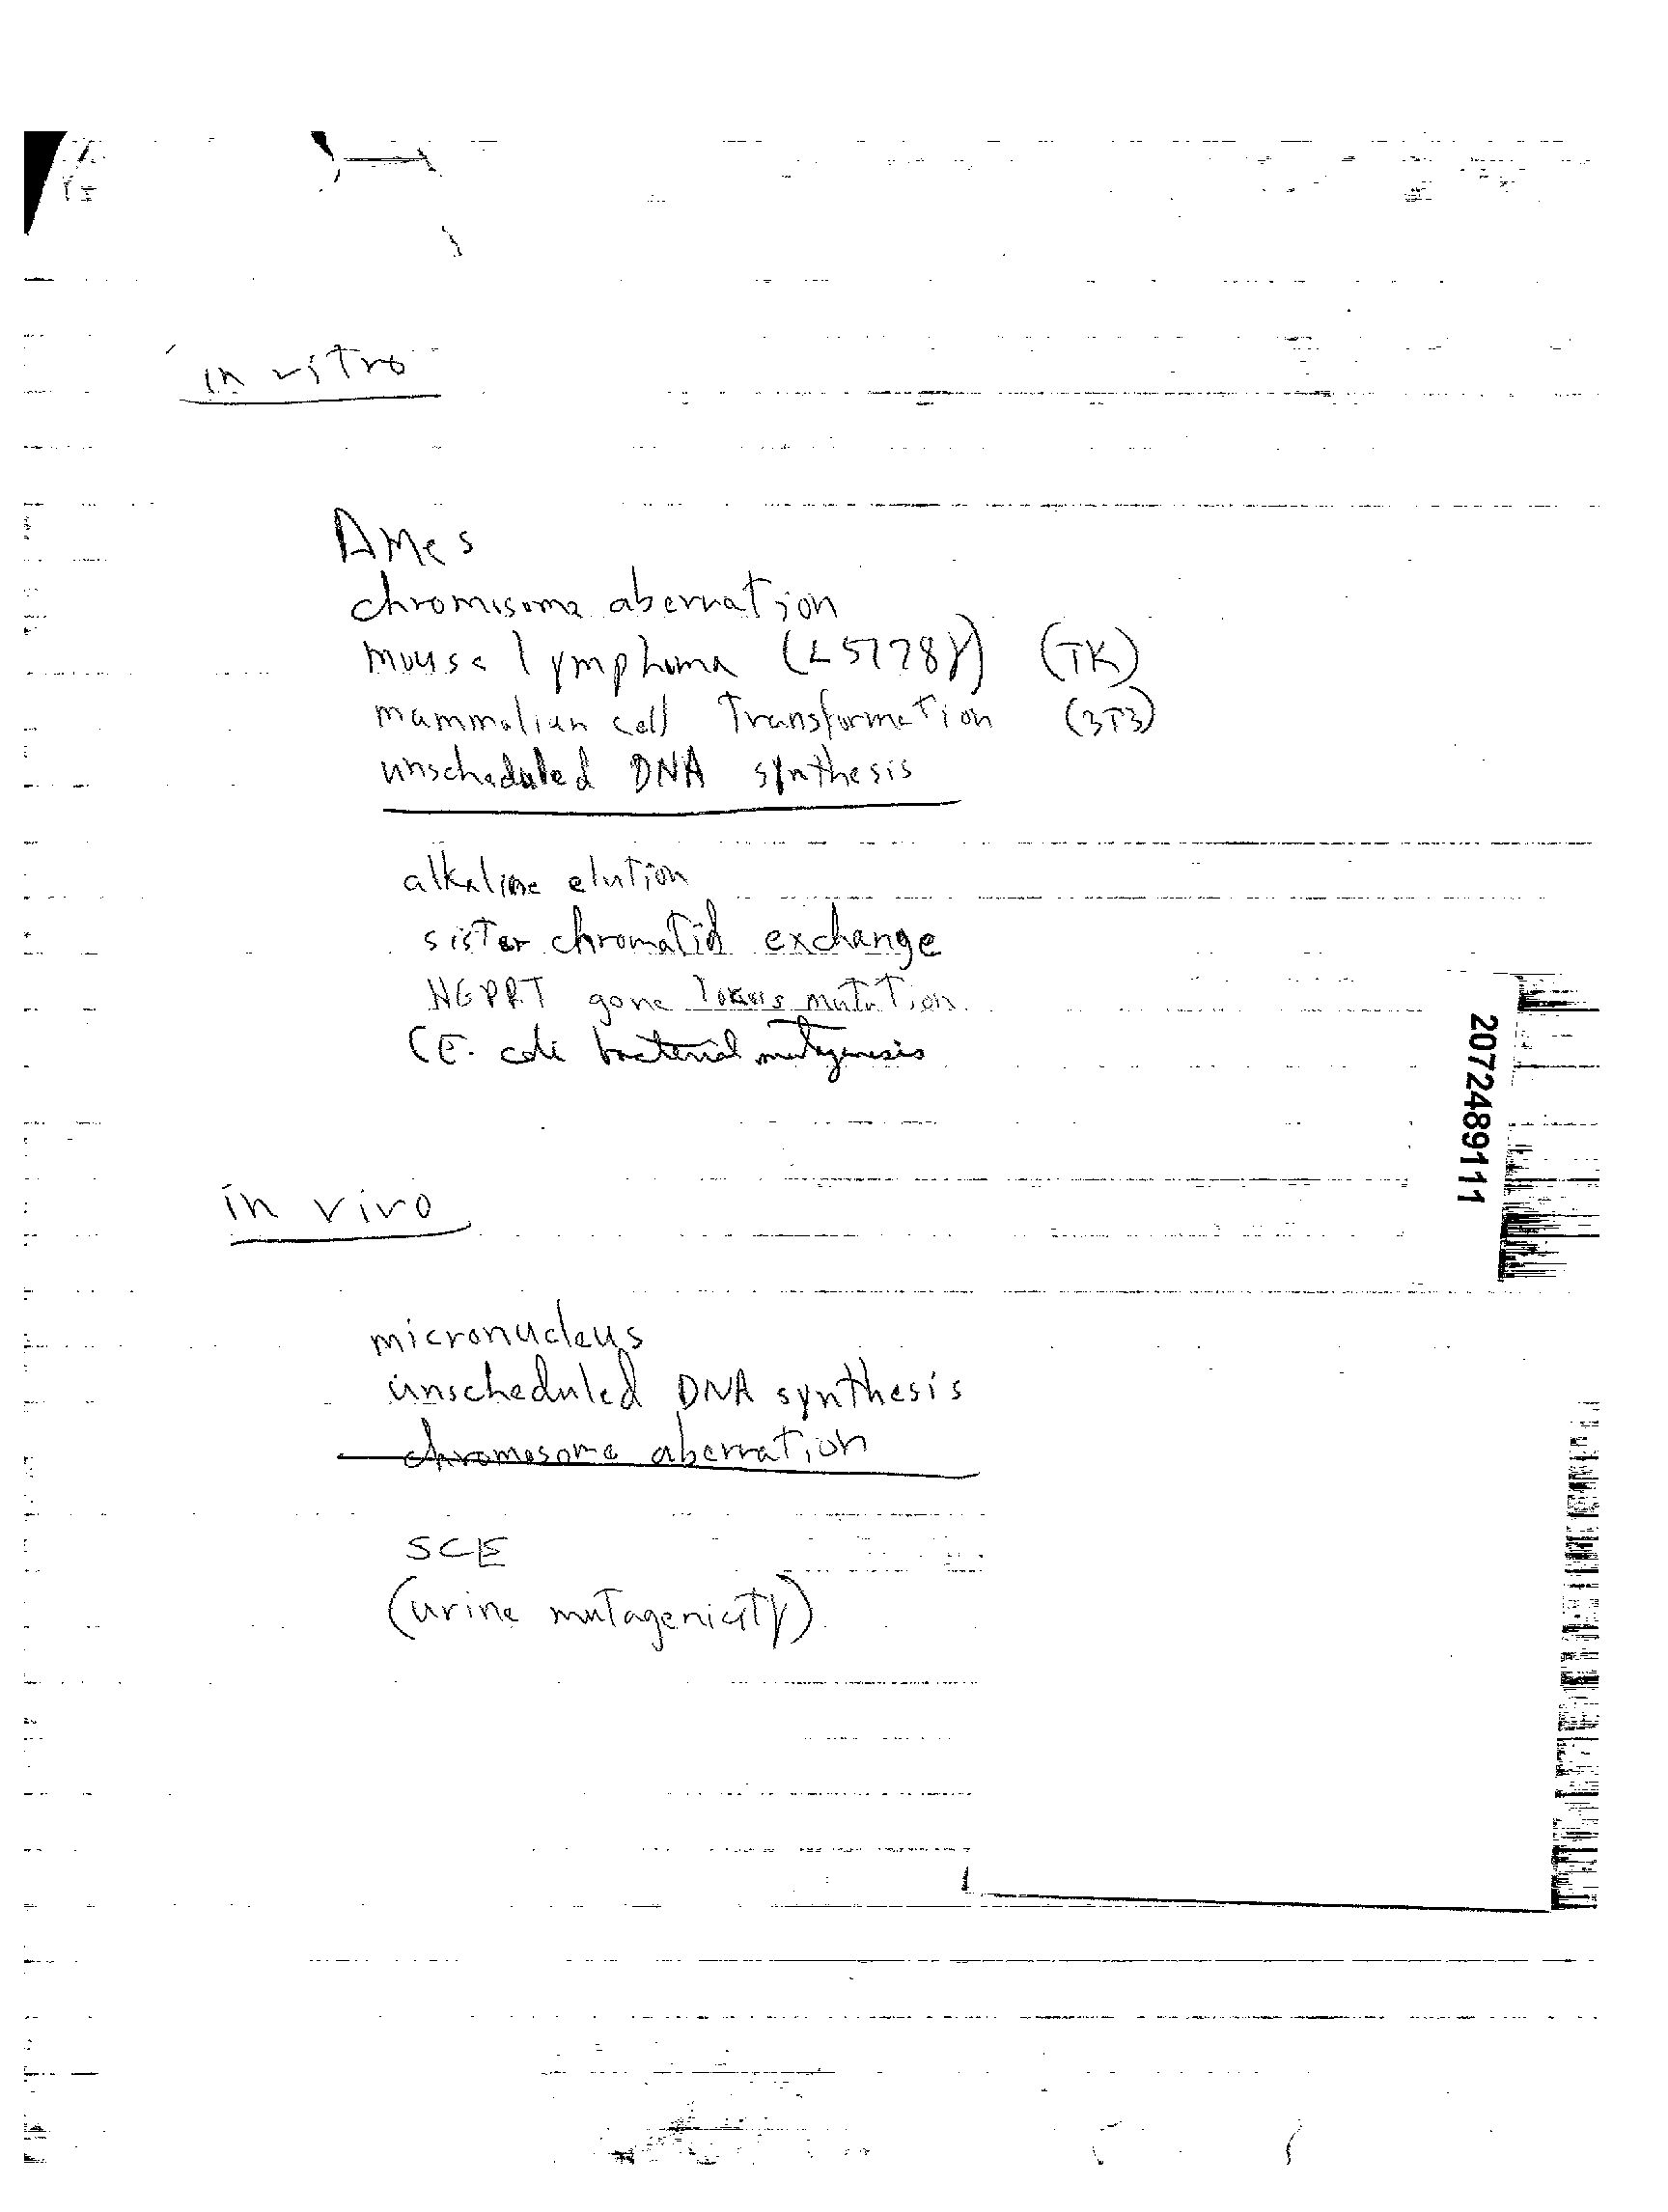 in vitro
AMes
chromisome aberration
mouse lymphoma (L5178Y) (TK)
mammalian cell Transformation (3T3)
unscheduled DNA synthesis
alkaline elution
sister chromatid exchange
HGPRT gene locus mutation
(E. coli bacterial mutagenesis
2072489111
in vivo
micronucleus
unscheduled DNA synthesis
chromosome aberration
SCE
(urine mutagenicity)